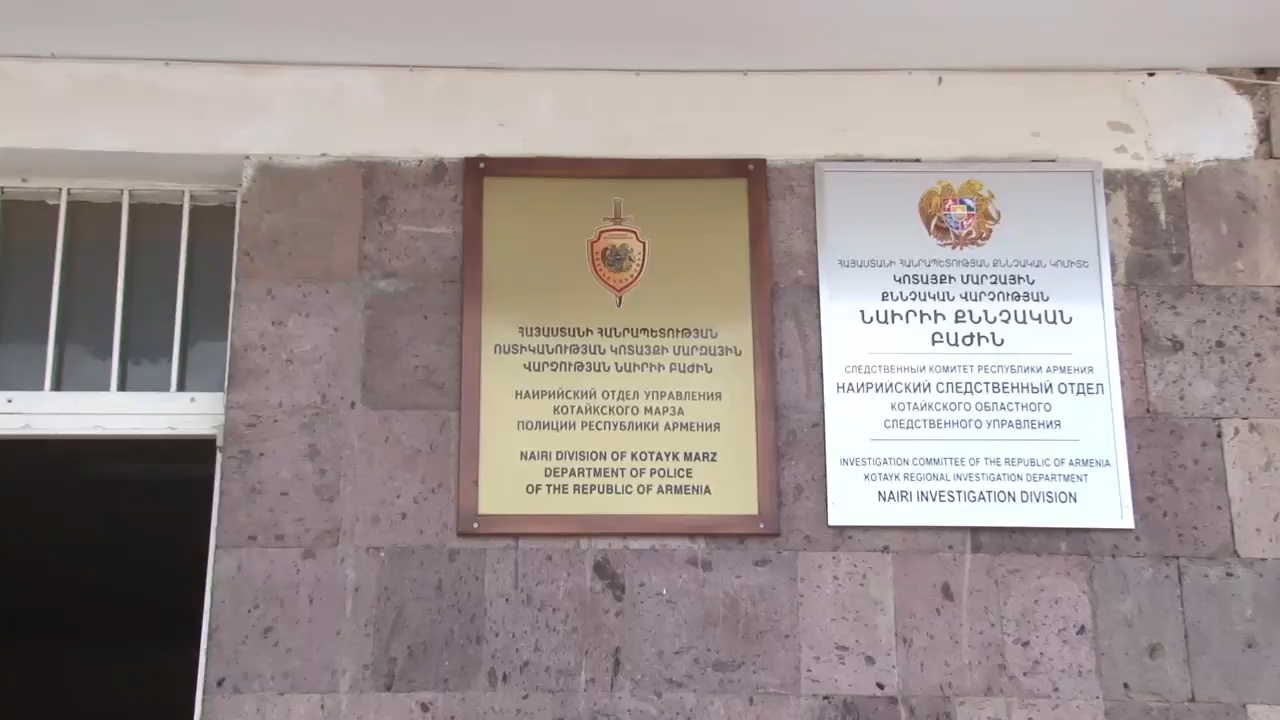 ՀԱՅԱՍՏԱՆԻ ՀԱՆՐԱՊԵՏՈՒԹՅԱՆ
ՈՍՏԻԿԱՆՈՒԹՅԱՆ ԿՈՏԱՅՔԻ ՄԱՐԶԱՅԻՆ
ՎԱՐՉՈՒԹՅԱՆ ՆԱԻՐԻԻ ԲԱԺԻՆ
НАИРИЙСКИЙ ОТДЕЛ УПРАВЛЕНИЯ
КОТАЙКСКОГО МАРЗА
ПОЛИЦИИ РЕСПУБЛИКИ АРМЕНИЯ
NAIRI DIVISION OF KOTAYK MARZ
DEPARTMENT OF POLICE
OF THE REPUBLIC OF ARMENIA
ՀԱՅԱՍՏԱՆԻ ՀԱՆՐԱՊԵՏՈՒԹՅԱՆ ՔՆՆՉԱԿԱՆ ԿՈՄԻՏԵ
ԿՈՏԱՅՔԻ ՄԱՐԶԱՅԻՆ
ՔՆՆՉԱԿԱՆ ՎԱՐՉՈՒԹՅԱՆ
ՆԱԻՐԻԻ ՔՆՆՉԱԿԱՆ
ԲԱԺԻՆ
СЛЕДСТВЕННЫЙ КОМИТЕТ РЕСПУБЛИКИ АРМЕНИЯ
НАИРИЙСКИЙ СЛЕДСТВЕННЫЙ ОТДЕЛ
КОТАЙКСКОГО ОБЛАСТНОГО
СЛЕДСТВЕННОГО УПРАВЛЕНИЯ
INVESTIGATION COMMITTEE OF THE REPUBLIC OF ARMENIA
KOTAYK REGIONAL INVESTIGATION DEPARTMENT
NAIRI INVESTIGATION DIVISION